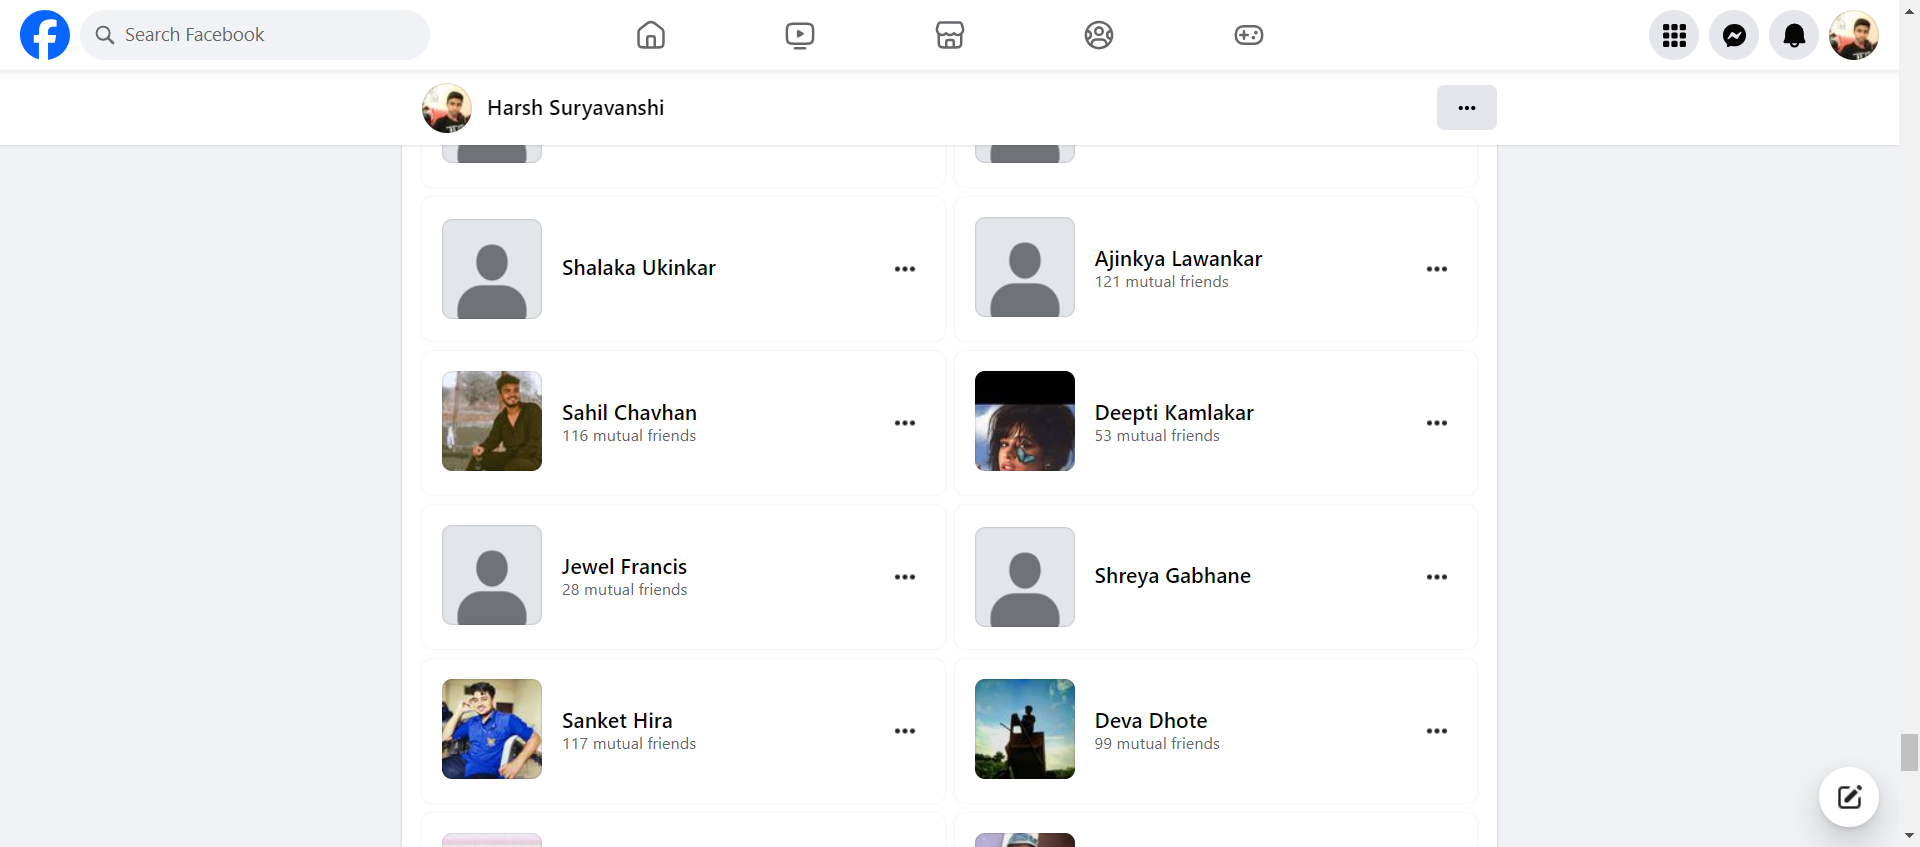 Search Facebook
Harsh Suryavanshi
Shalaka Ukinkar
Ajinkya Lawankar
121 mutual friends
Sahil Chavhan
116 mutual friends
Deepti Kamlakar
53 mutual friends
Jewel Francis
28 mutual friends
Shreya Gabhane
Sanket Hira
117 mutual friends
Deva Dhote
99 mutual friends